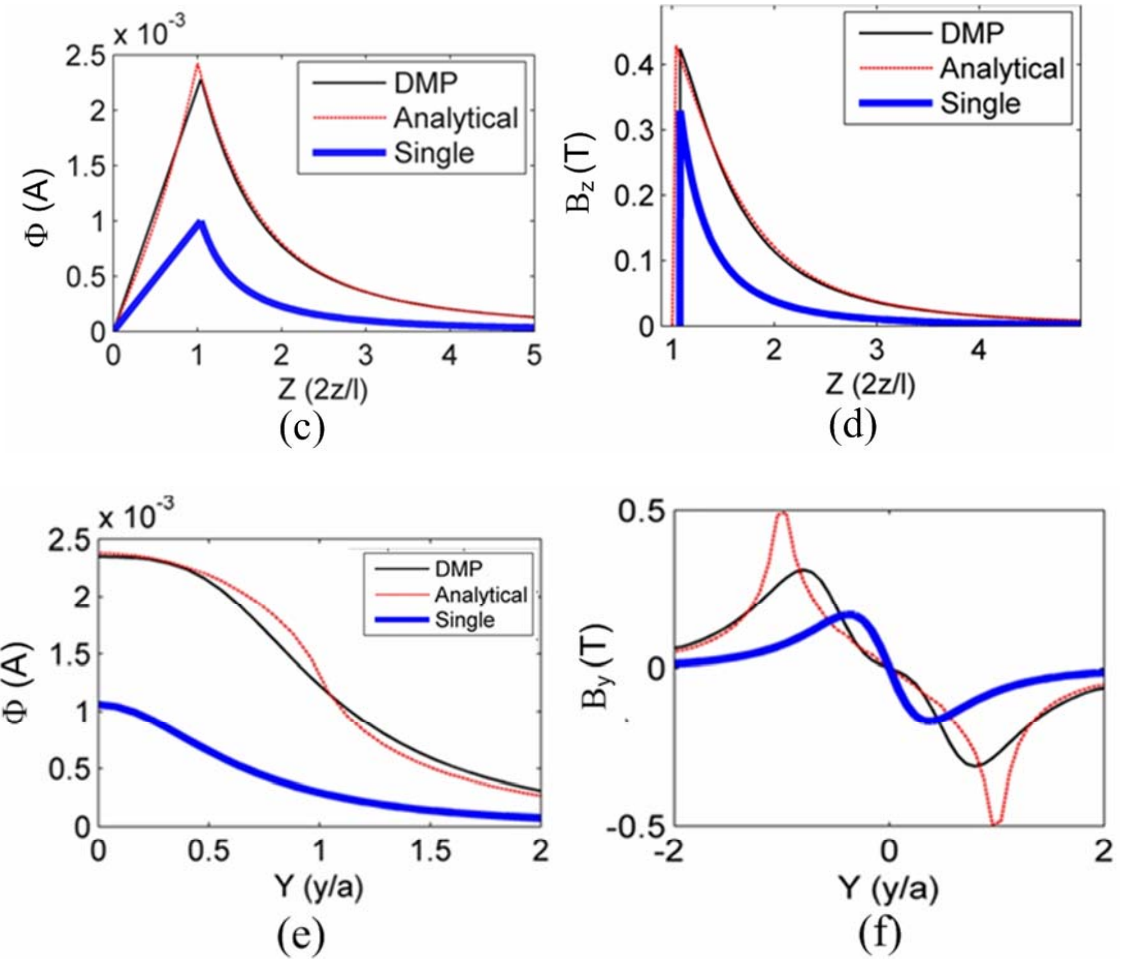 x 10⁻³
2.5
2
1.5
1
0.5
0
0 1 2 3 4 5
Φ (A)
Z (2z/l)
DMP
Analytical
Single
(c)
0.4
0.3
0.2
0.1
0
1 2 3 4
Bz (T)
Z (2z/l)
DMP
Analytical
Single
(d)
x 10⁻³
2.5
2
1.5
1
0.5
0
0 0.5 1 1.5 2
Φ (A)
Y (y/a)
DMP
Analytical
Single
(e)
0.5
0
-0.5
-2 0 2
By (T)
Y (y/a)
(f)